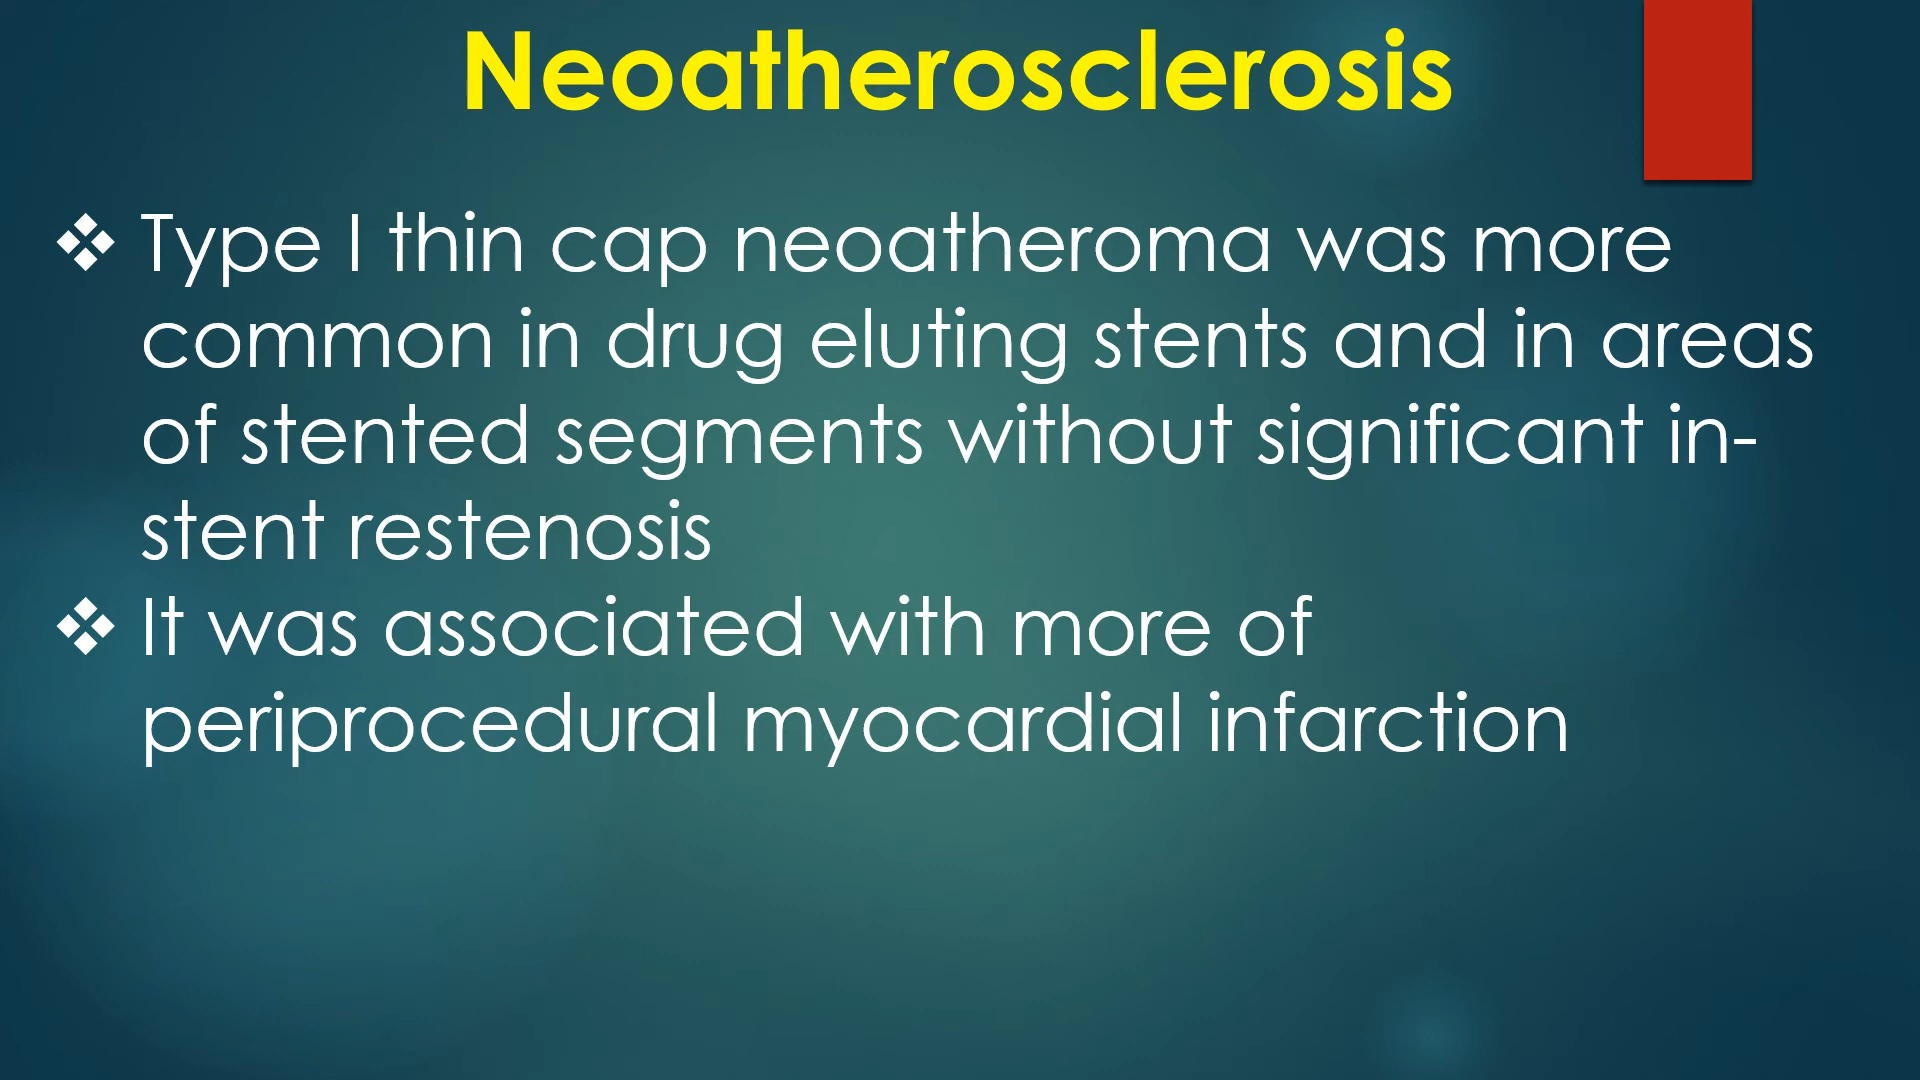 Neoatherosclerosis
❖ Type I thin cap neoatheroma was more
common in drug eluting stents and in areas
of stented segments without significant in-
stent restenosis
❖ It was associated with more of
periprocedural myocardial infarction